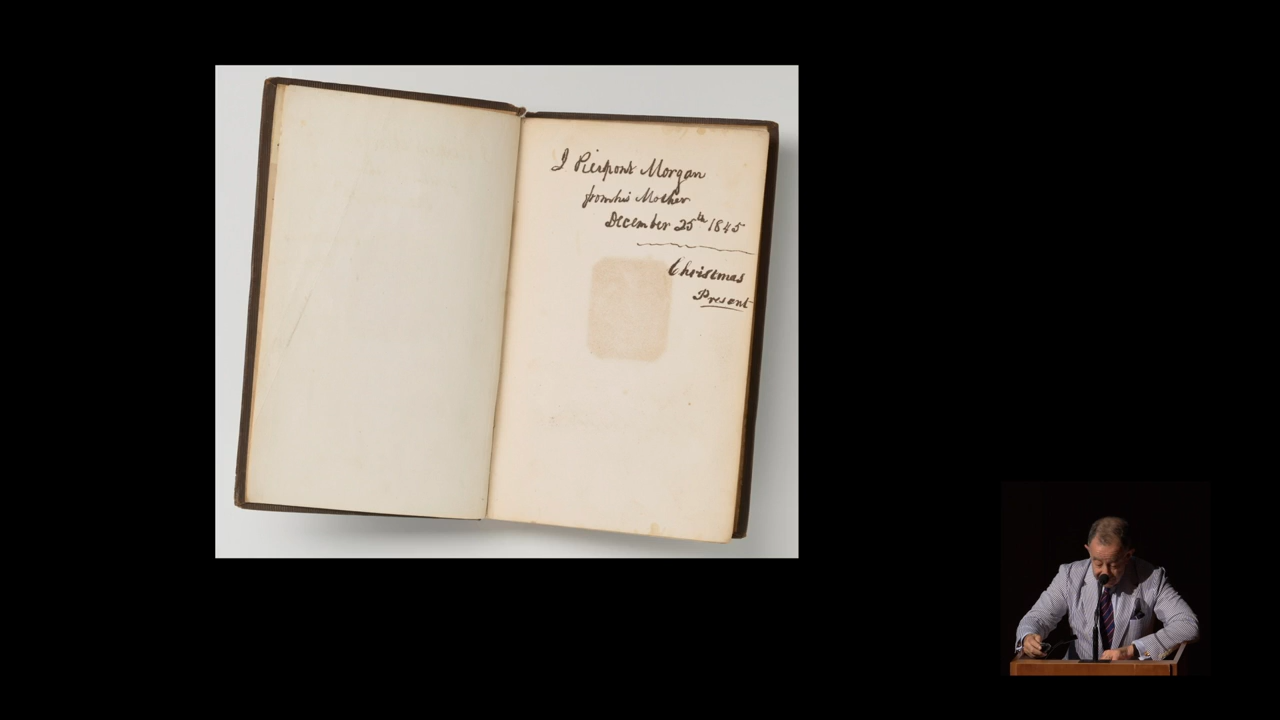 J Pierpont Morgan
from his Mother
December 25th 1845
Christmas
Present